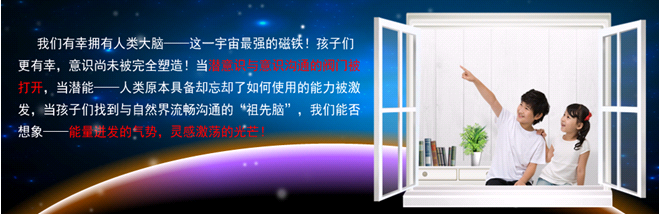 我们有幸拥有人类大脑——这一宇宙最强的磁铁！孩子们
更有幸，意识尚未被完全塑造！当潜意识与意识沟通的阀门被
打开，当潜能——人类原本具备却忘却了如何使用的能力被激
发，当孩子们找到与自然界流畅沟通的“祖先脑”，我们能否
想象——能量迸发的气势，灵感激荡的光芒！